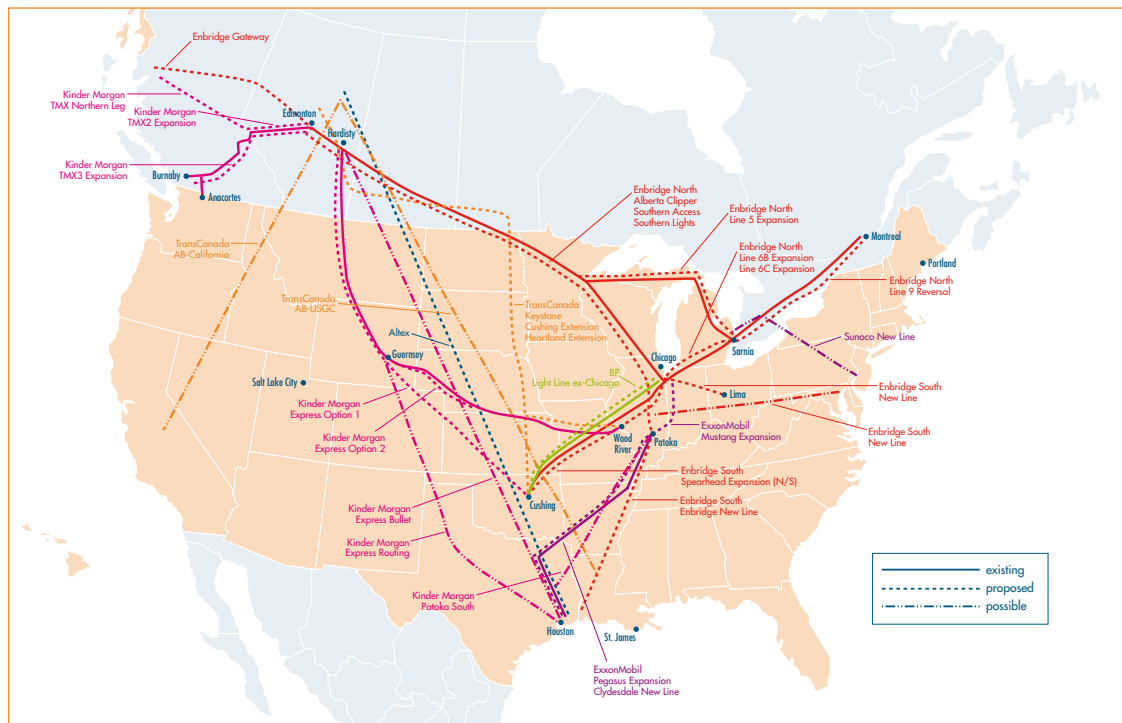 Enbridge Gateway
Kinder Morgan
TMX Northern Leg
Kinder Morgan
TMX2 Expansion
Edmonton
Hardisty
Kinder Morgan
TMX3 Expansion
Burnaby
Anacortes
Enbridge North
Alberta Clipper
Southern Access
Southern Lights
Enbridge North
Line 5 Expansion
Enbridge North
Line 6B Expansion
Line 6C Expansion
Montreal
Portland
Enbridge North
Line 9 Reversal
TransCanada
AB-California
TransCanada
AB-USGC
TransCanada
Keystone
Cushing Extension
Heartland Extension
Altex
Guernsey
Salt Lake City
Chicago
Sarnia
Sunoco New Line
BP
Light Line ex-Chicago
Lima
Enbridge South
New Line
Kinder Morgan
Express Option 1
Kinder Morgan
Express Option 2
Wood
River
Patoka
ExxonMobil
Mustang Expansion
Enbridge South
New Line
Enbridge South
Spearhead Expansion (N/S)
Cushing
Enbridge South
Enbridge New Line
Kinder Morgan
Express Bullet
Kinder Morgan
Express Routing
Kinder Morgan
Patoka South
Houston
St. James
ExxonMobil
Pegasus Expansion
Clydesdale New Line
existing
proposed
possible